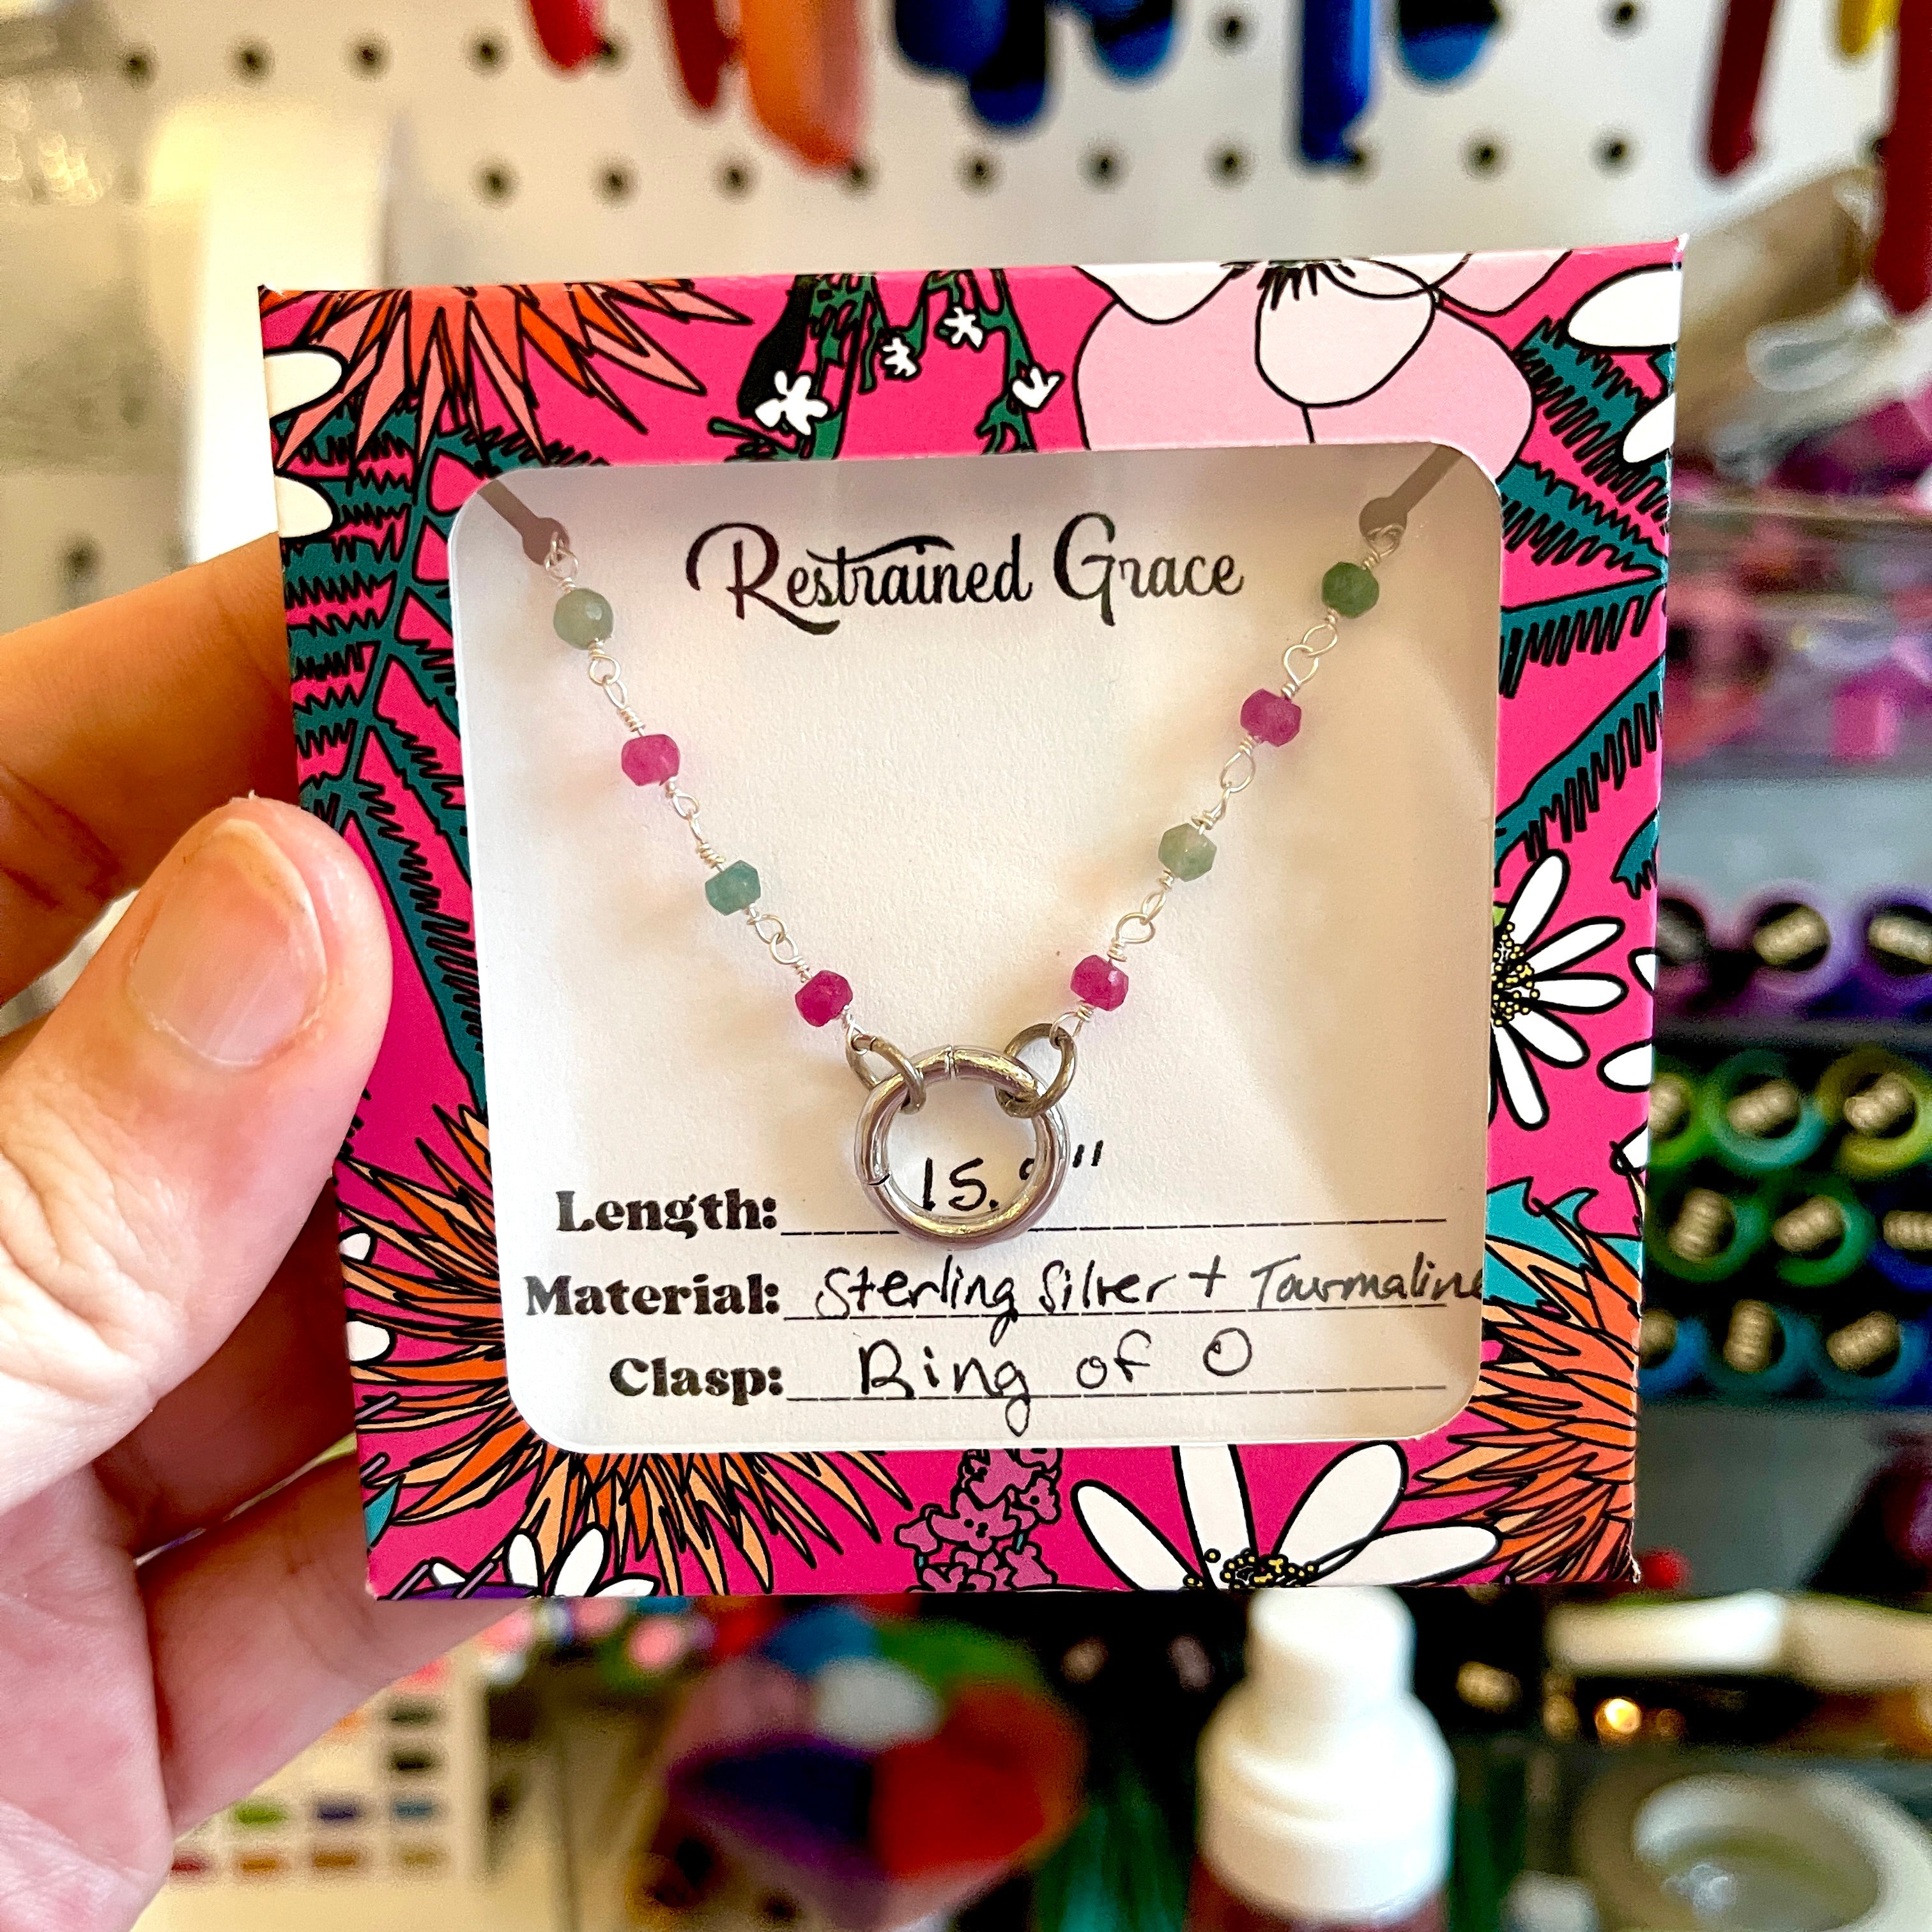 Restrained Grace
Length: 15. "
Material: Sterling Silver + Tourmaline
Clasp: Ring of O